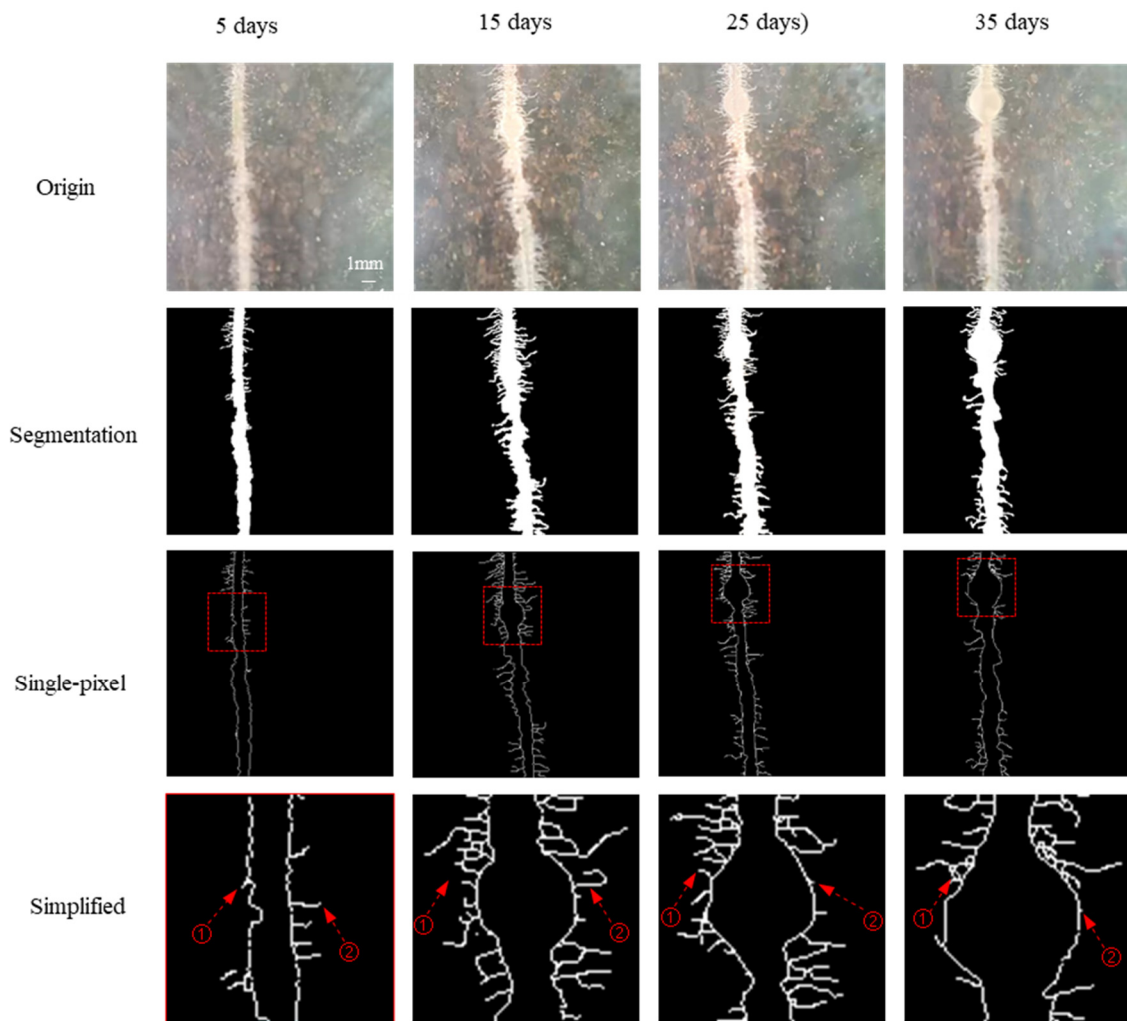 5 days 15 days 25 days) 35 days
Origin
1mm
Segmentation
Single-pixel
Simplified
① ② ① ② ① ② ① ②